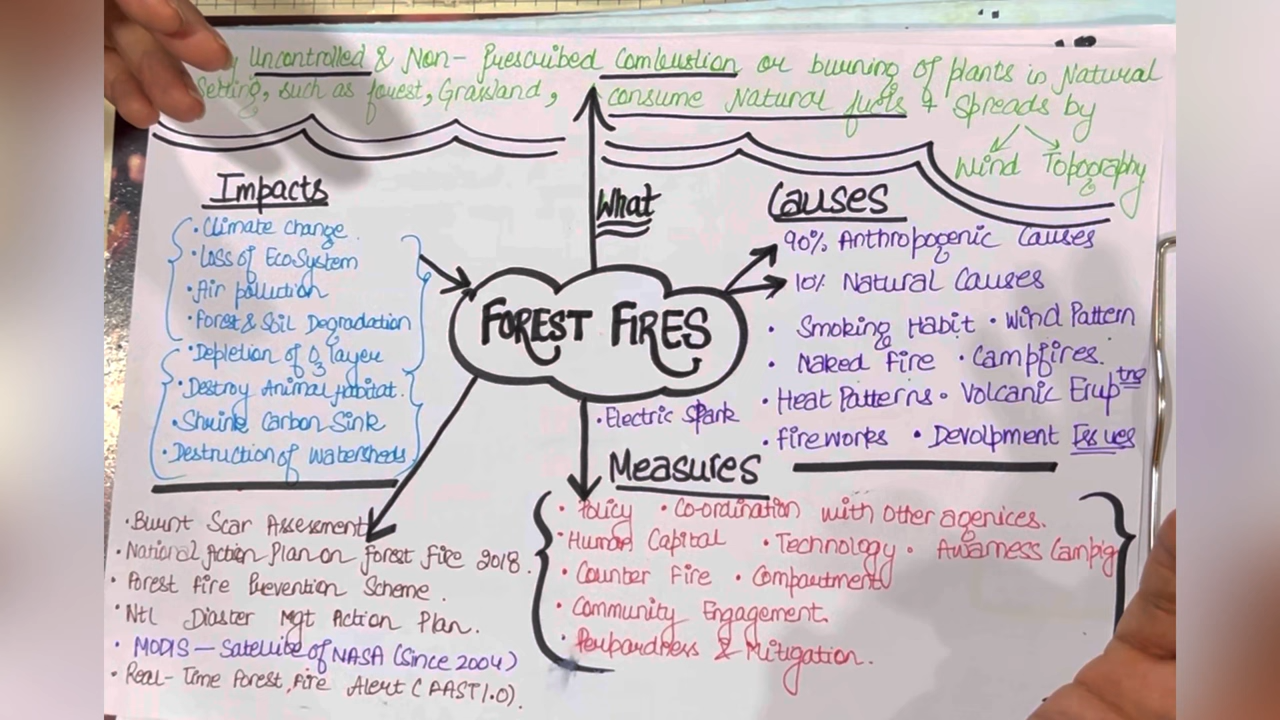 Uncontrolled & Non- Prescribed Combustion or burning of plants in Natural
Setting, such as forest, Grassland, consume Natural fuels + Spreads by
Wind Topography
What
Impacts
• Climate change
• Loss of EcoSystem
• Air pollution
• Forest & Soil Degradation
• Depletion of O3 layer
• Destroy Animal Habitat.
• Shrink Carbon Sink
• Destruction of Watersheds
FOREST FIRES
Causes
90% Anthropogenic Causes
10% Natural Causes
• Smoking Habit • Wind Pattern
• Naked Fire • Campfires.
• Heat Patterns • Volcanic Eruptns
• fireworks • Devolpment Issues
• Electric Spark
Measures
• Policy • Co-ordination with other agenices.
• Human Capital • Technology • Awarness Campig
• Counter Fire • Compartment
• Community Engagement.
• Perpardness & Mitigation.
• Burnt Scar Assessment
• National Action Plan on forest fire 2018.
• Forest Fire Prevention Scheme.
• Ntl Diaster Mgt Action Plan.
• MODIS – Satellite of NASA (Since 2004)
• Real-Time Forest Fire Alert (FAST 1.0).